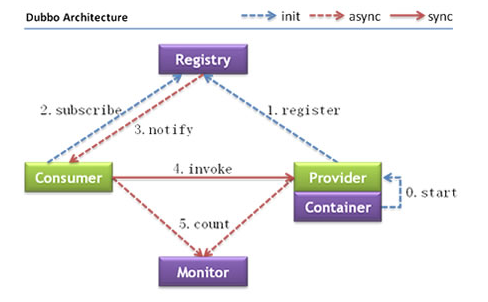 Dubbo Architecture
init
async
sync
Registry
2. subscribe
1. register
3. notify
Consumer
4. invoke
Provider
Container
0. start
5. count
Monitor